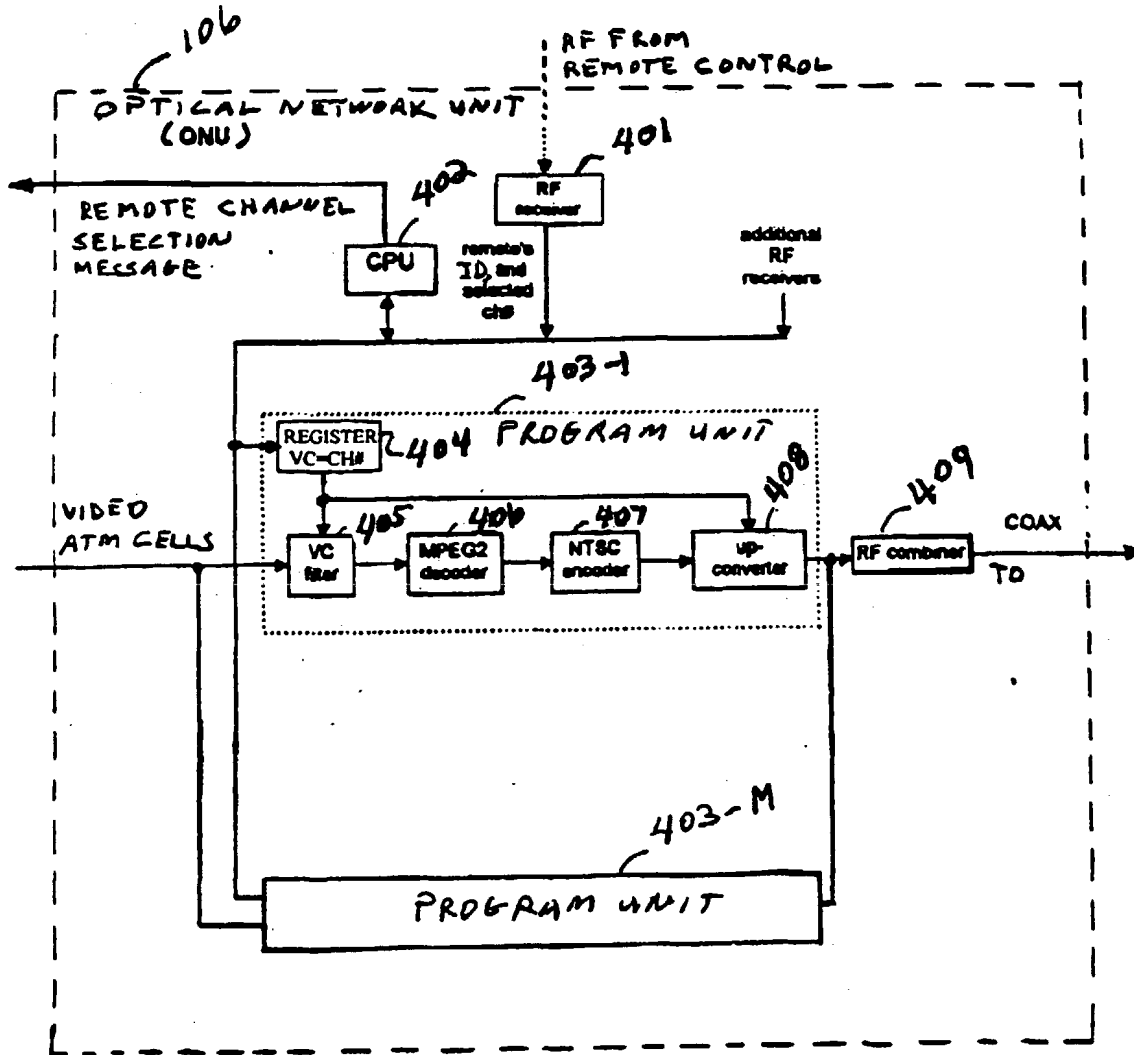 106
RF FROM
REMOTE CONTROL
OPTICAL NETWORK UNIT
(ONU)
401
402
RF
receiver
REMOTE CHANNEL
SELECTION
MESSAGE
CPU
remote's
ID, and
selected
ch#
additional
RF
receivers
403-1
REGISTER
VC=CH#
404
PROGRAM UNIT
408
409
VIDEO
ATM CELLS
405
406
407
VC
filter
MPEG2
decoder
NTSC
encoder
up-
converter
RF combiner
COAX
TO
403-M
PROGRAM UNIT